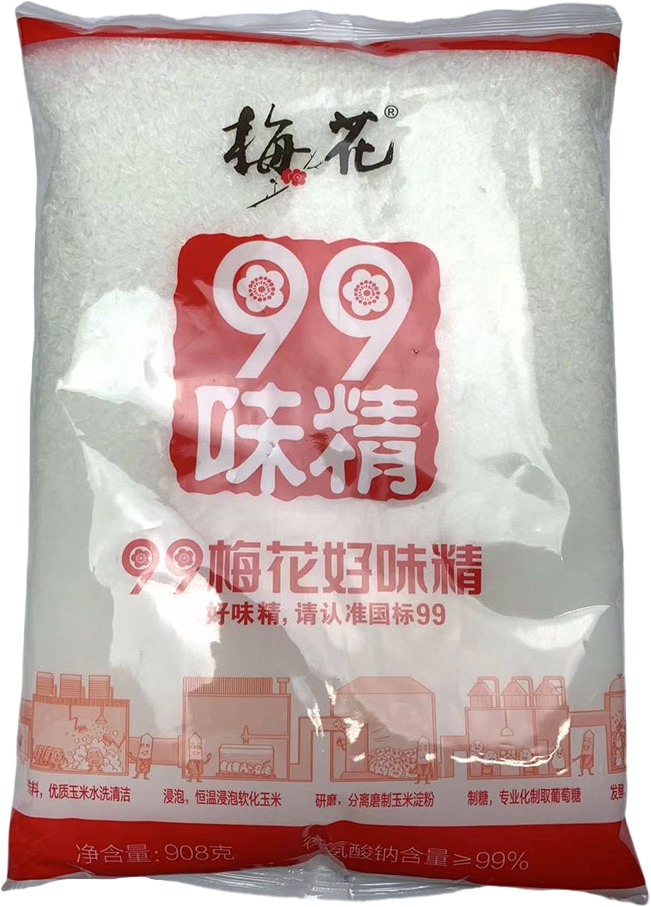 梅花®
99
味精
99梅花好味精
好味精,请认准国标99
料，优质玉米水洗清洁
浸泡，恒温浸泡软化玉米
研磨，分离磨制玉米淀粉
制糖，专业化制取葡萄糖
发酵
净含量:908克
谷氨酸钠含量≥99%